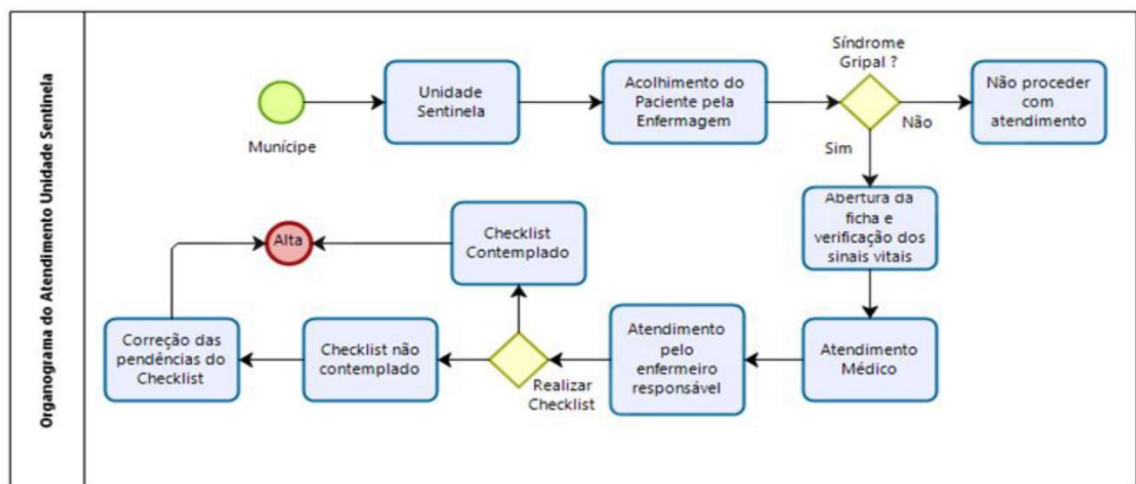 Organograma do Atendimento Unidade Sentinela
Munícipe
Unidade
Sentinela
Acolhimento do
Paciente pela
Enfermagem
Síndrome
Gripal ?
Não
Não proceder
com
atendimento
Sim
Abertura da
ficha e
verificação dos
sinais vitais
Atendimento
Médico
Atendimento
pelo
enfermeiro
responsável
Realizar
Checklist
Checklist
Contemplado
Alta
Checklist não
contemplado
Correção das
pendências do
Checklist